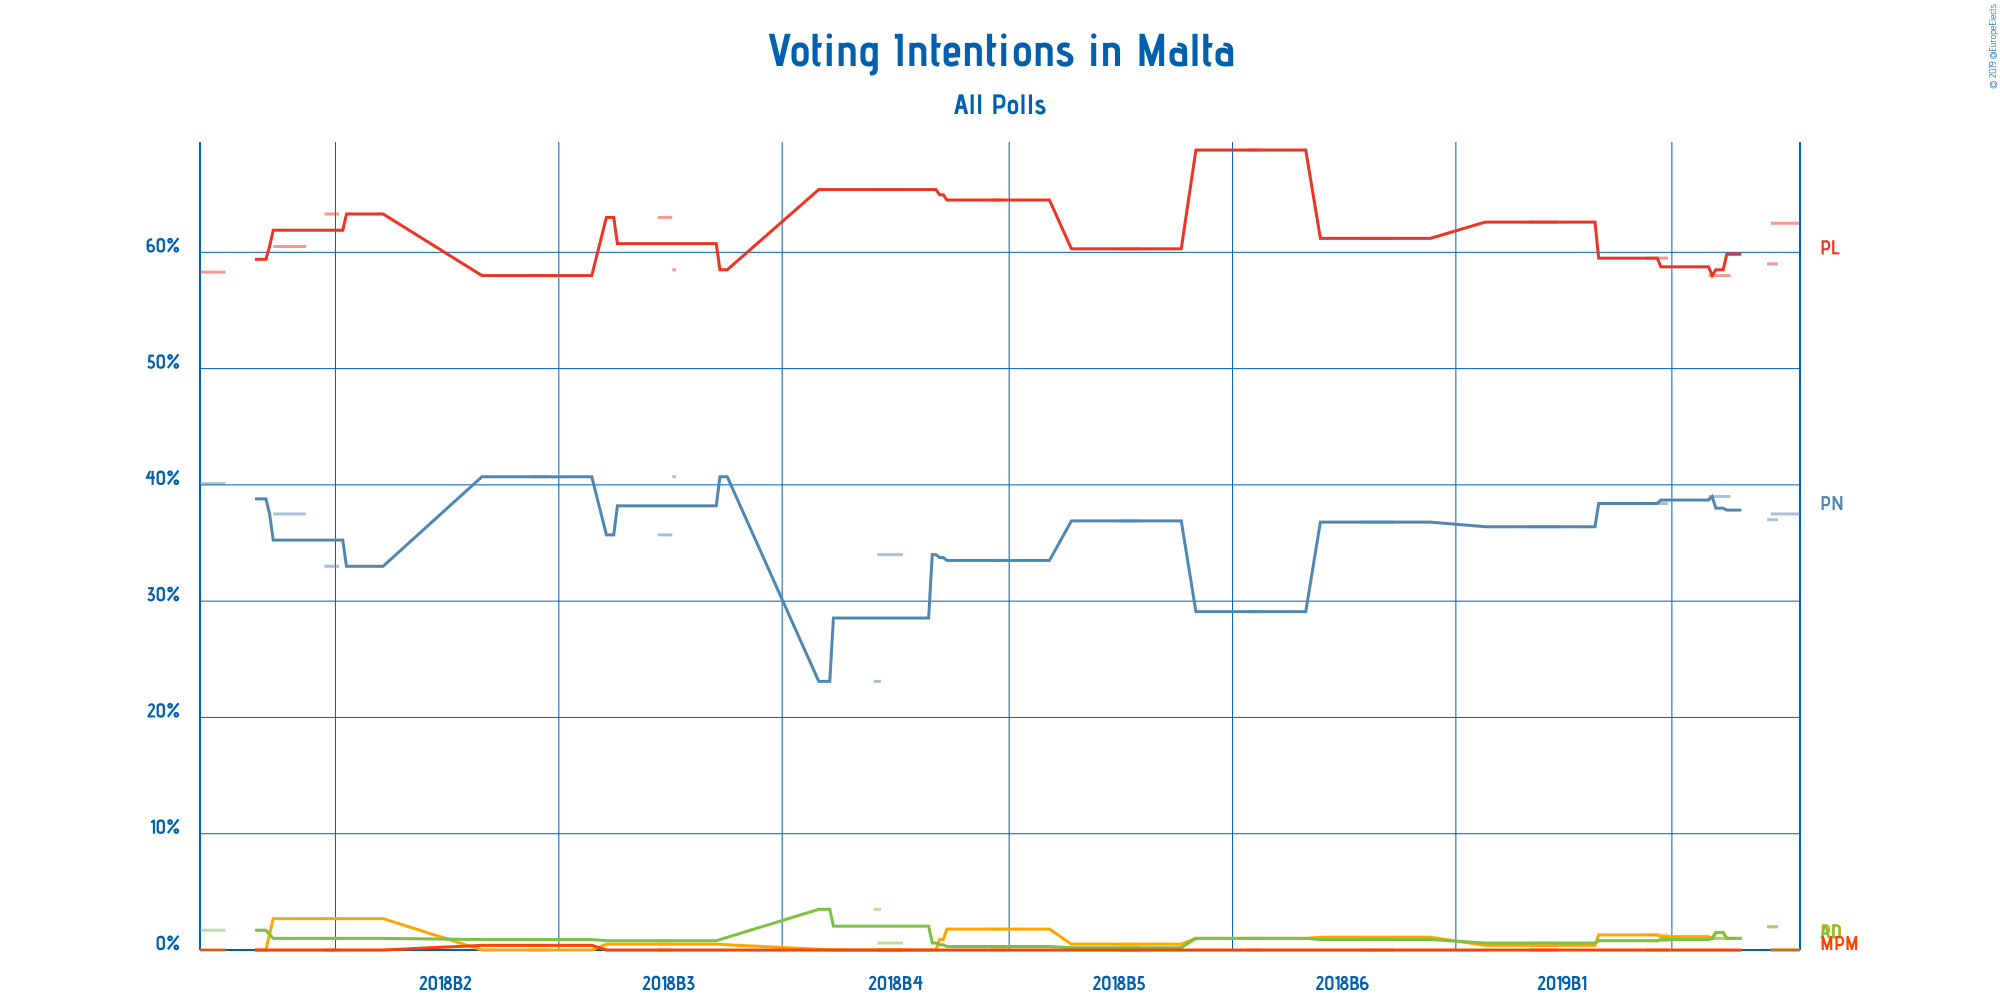 Voting Intentions in Malta
© 2019 @EuropeElects
All Polls
60%
50%
40%
30%
20%
10%
0%
PL
PN
AD
MPM
2018B2
2018B3
2018B4
2018B5
2018B6
2019B1